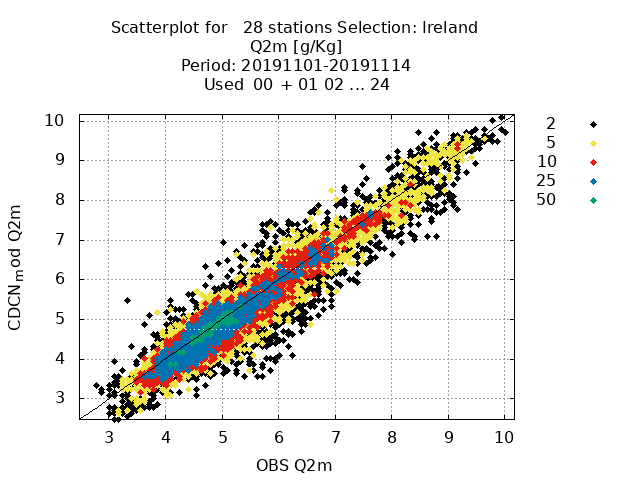 Scatterplot for 28 stations Selection: Ireland
Q2m [g/Kg]
Period: 20191101-20191114
Used 00 + 01 02 ... 24
2
5
10
25
50
10
9
8
7
6
5
4
3
CDCN_mod Q2m
3 4 5 6 7 8 9 10
OBS Q2m